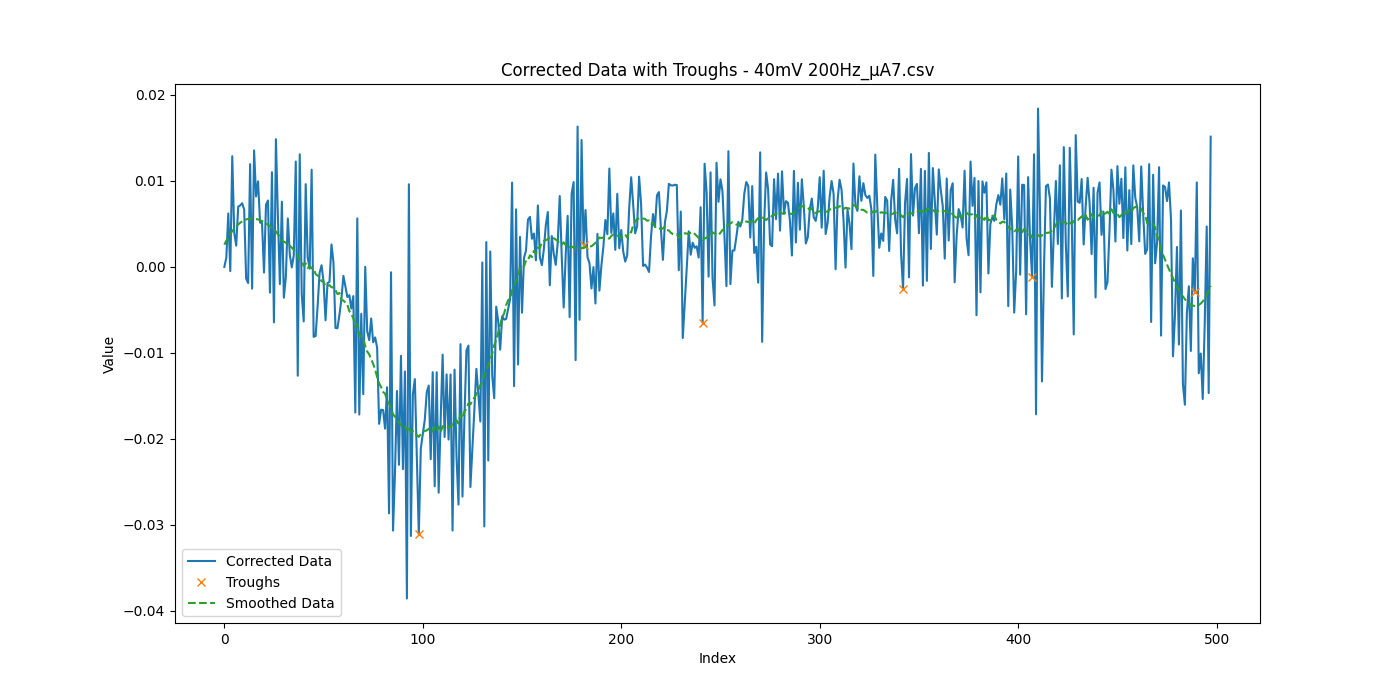 Corrected Data with Troughs - 40mV 200Hz_µA7.csv
0.02
0.01
0.00
−0.01
−0.02
−0.03
−0.04
Value
Corrected Data
Troughs
Smoothed Data
0
100
200
300
400
500
Index